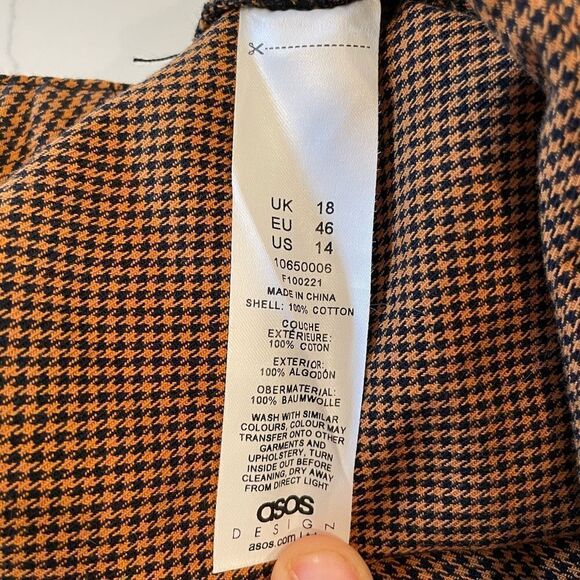 UK 18
EU 46
US 14
10650006
F100221
MADE IN CHINA
SHELL: 100% COTTON
COUCHE
EXTÉRIEURE:
100% COTON
EXTERIOR:
100% ALGODÓN
OBERMATERIAL:
100% BAUMWOLLE
WASH WITH SIMILAR
COLOURS, COLOUR MAY
TRANSFER ONTO OTHER
GARMENTS AND
UPHOLSTERY, TURN
INSIDE OUT BEFORE
CLEANING, DRY AWAY
FROM DIRECT LIGHT
asos
DESIGN
asos.com